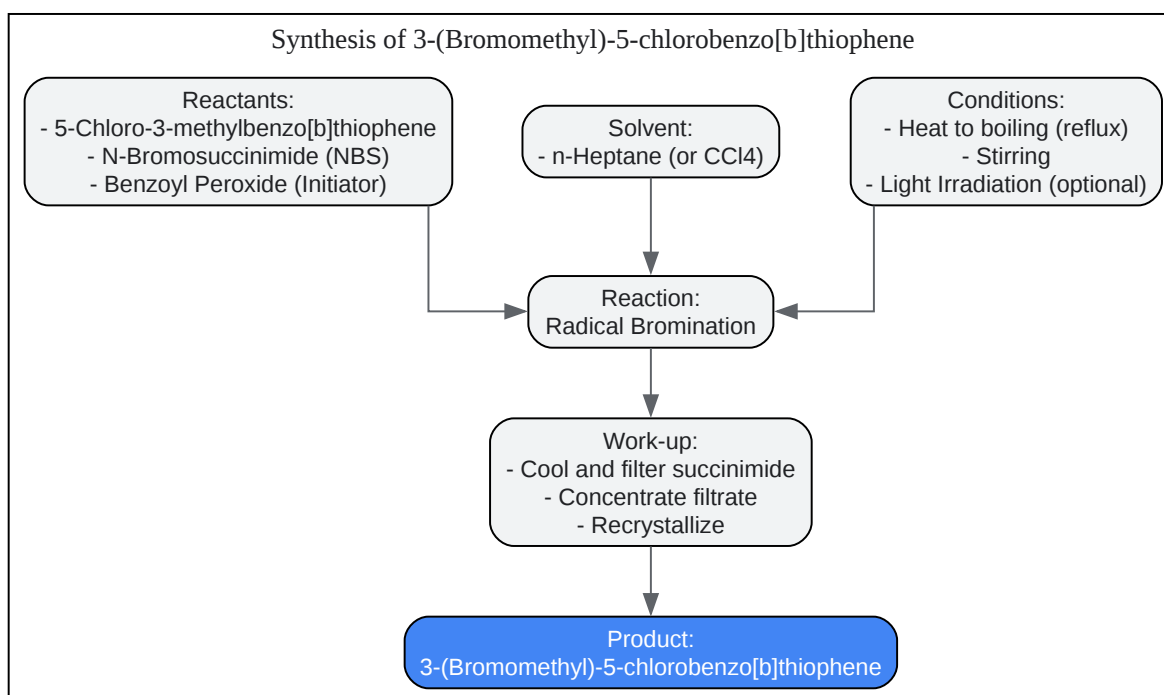 Synthesis of 3-(Bromomethyl)-5-chlorobenzo[b]thiophene
Reactants:
- 5-Chloro-3-methylbenzo[b]thiophene
- N-Bromosuccinimide (NBS)
- Benzoyl Peroxide (Initiator)
Solvent:
- n-Heptane (or CCl4)
Conditions:
- Heat to boiling (reflux)
- Stirring
- Light Irradiation (optional)
Reaction:
Radical Bromination
Work-up:
- Cool and filter succinimide
- Concentrate filtrate
- Recrystallize
Product:
3-(Bromomethyl)-5-chlorobenzo[b]thiophene